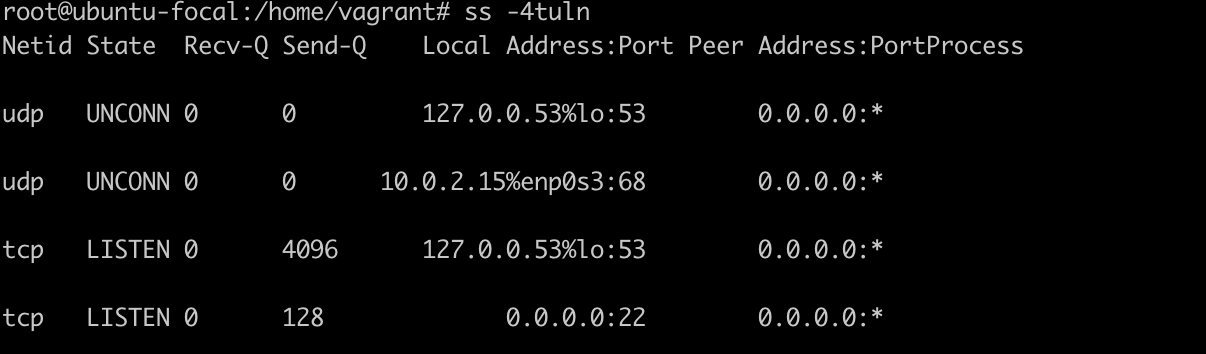 root@ubuntu-focal:/home/vagrant# ss -4tuln
Netid State  Recv-Q Send-Q    Local Address:Port Peer Address:PortProcess
udp   UNCONN 0      0         127.0.0.53%lo:53        0.0.0.0:*
udp   UNCONN 0      0      10.0.2.15%enp0s3:68        0.0.0.0:*
tcp   LISTEN 0      4096      127.0.0.53%lo:53        0.0.0.0:*
tcp   LISTEN 0      128             0.0.0.0:22        0.0.0.0:*